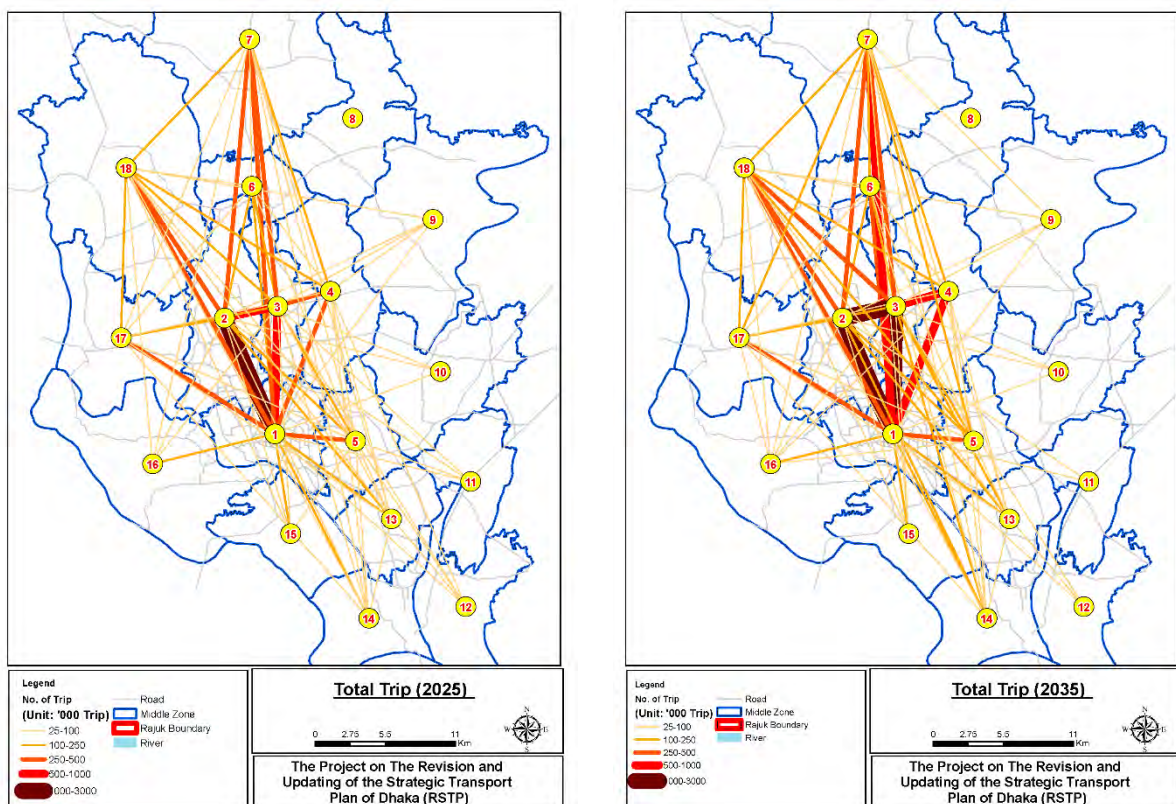 7
8
18
6
9
4
3
2
17
10
1
5
16
11
13
15
12
14
Legend
No. of Trip
(Unit: '000 Trip)
25-100
100-250
250-500
500-1000
000-3000
Road
Middle Zone
Rajuk Boundary
River
Total Trip (2025)
N
W E
S
0 2.75 5.5 11
Km
The Project on The Revision and
Updating of the Strategic Transport
Plan of Dhaka (RSTP)
7
8
18
6
9
4
3
2
17
10
1
5
16
11
13
15
12
14
Legend
No. of Trip
(Unit: '000 Trip)
25-100
100-250
250-500
500-1000
000-3000
Road
Middle Zone
Rajuk Boundary
River
Total Trip (2035)
N
W E
S
0 2.75 5.5 11
Km
The Project on The Revision and
Updating of the Strategic Transport
Plan of Dhaka (RSTP)